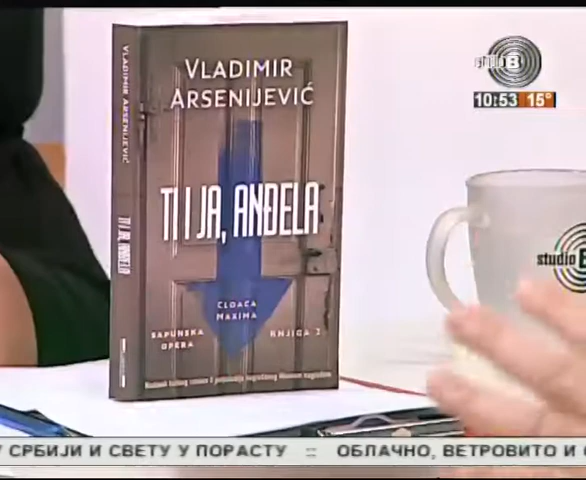 VLADIMIR
ARSENIJEVIĆ
TI I JA, ANĐELA
CLOACA
MAXIMA
SAPUNSKA
OPERA
KNJIGA 2
VLADIMIR ARSENIJEVIĆ
TI I JA, ANĐELA
studio B
10:53 15°
studio B
У СРБИЈИ И СВЕТУ У ПОРАСТУ :: ОБЛАЧНО, ВЕТРОВИТО И